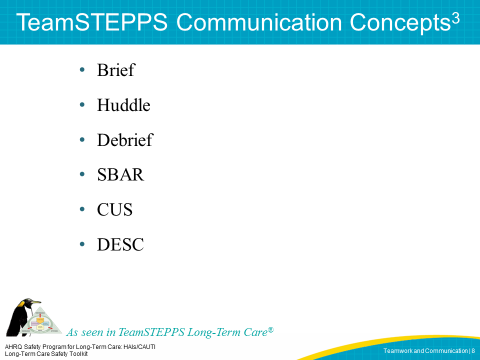 TeamSTEPPS Communication Concepts3
• Brief
• Huddle
• Debrief
• SBAR
• CUS
• DESC
As seen in TeamSTEPPS Long-Term Care®
AHRQ Safety Program for Long-Term Care: HAIs/CAUTI
Long-Term Care Safety Toolkit
Teamwork and Communication | 8